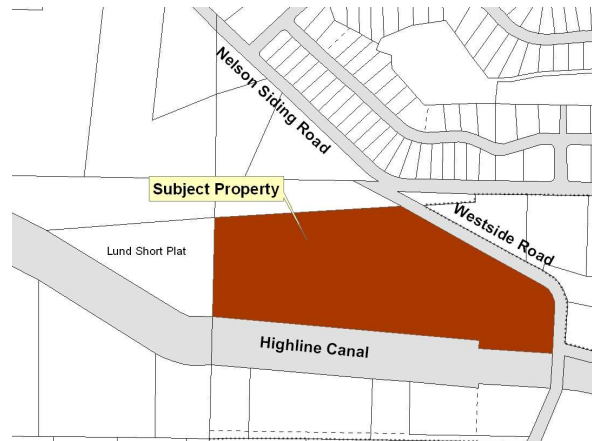 Nelson Siding Road
Subject Property
Westside Road
Lund Short Plat
Highline Canal